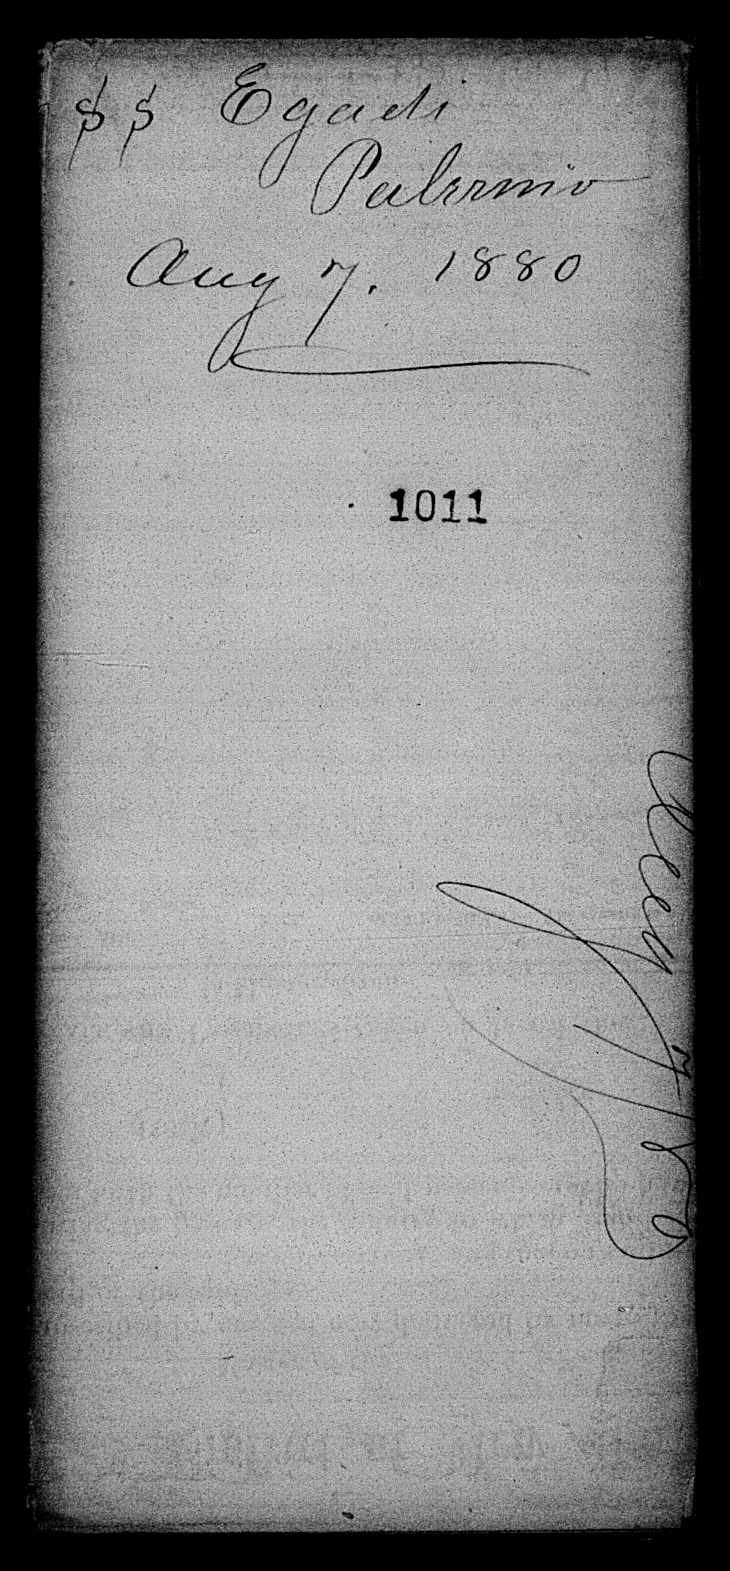 SS Egadi
Palermo
Aug 7. 1880
1011
Aug 7/80